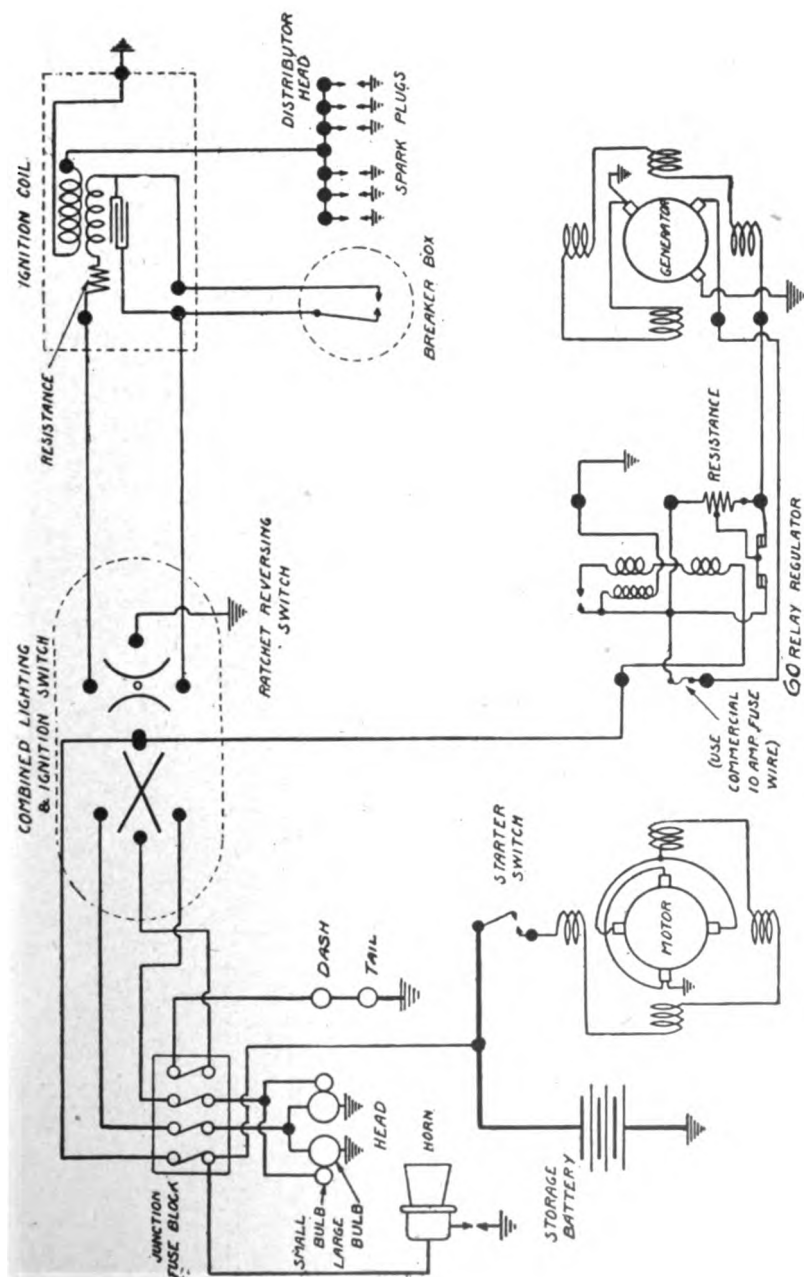 IGNITION COIL
RESISTANCE
DISTRIBUTOR
HEAD
SPARK PLUGS
BREAKER BOX
COMBINED LIGHTING
& IGNITION SWITCH
RATCHET REVERSING
SWITCH
GENERATOR
RESISTANCE
GO RELAY REGULATOR
(USE
COMMERCIAL
10 AMP. FUSE
WIRE)
STARTER
SWITCH
MOTOR
DASH
TAIL
JUNCTION
FUSE BLOCK
SMALL
BULB
LARGE
BULB
HEAD
HORN
STORAGE
BATTERY